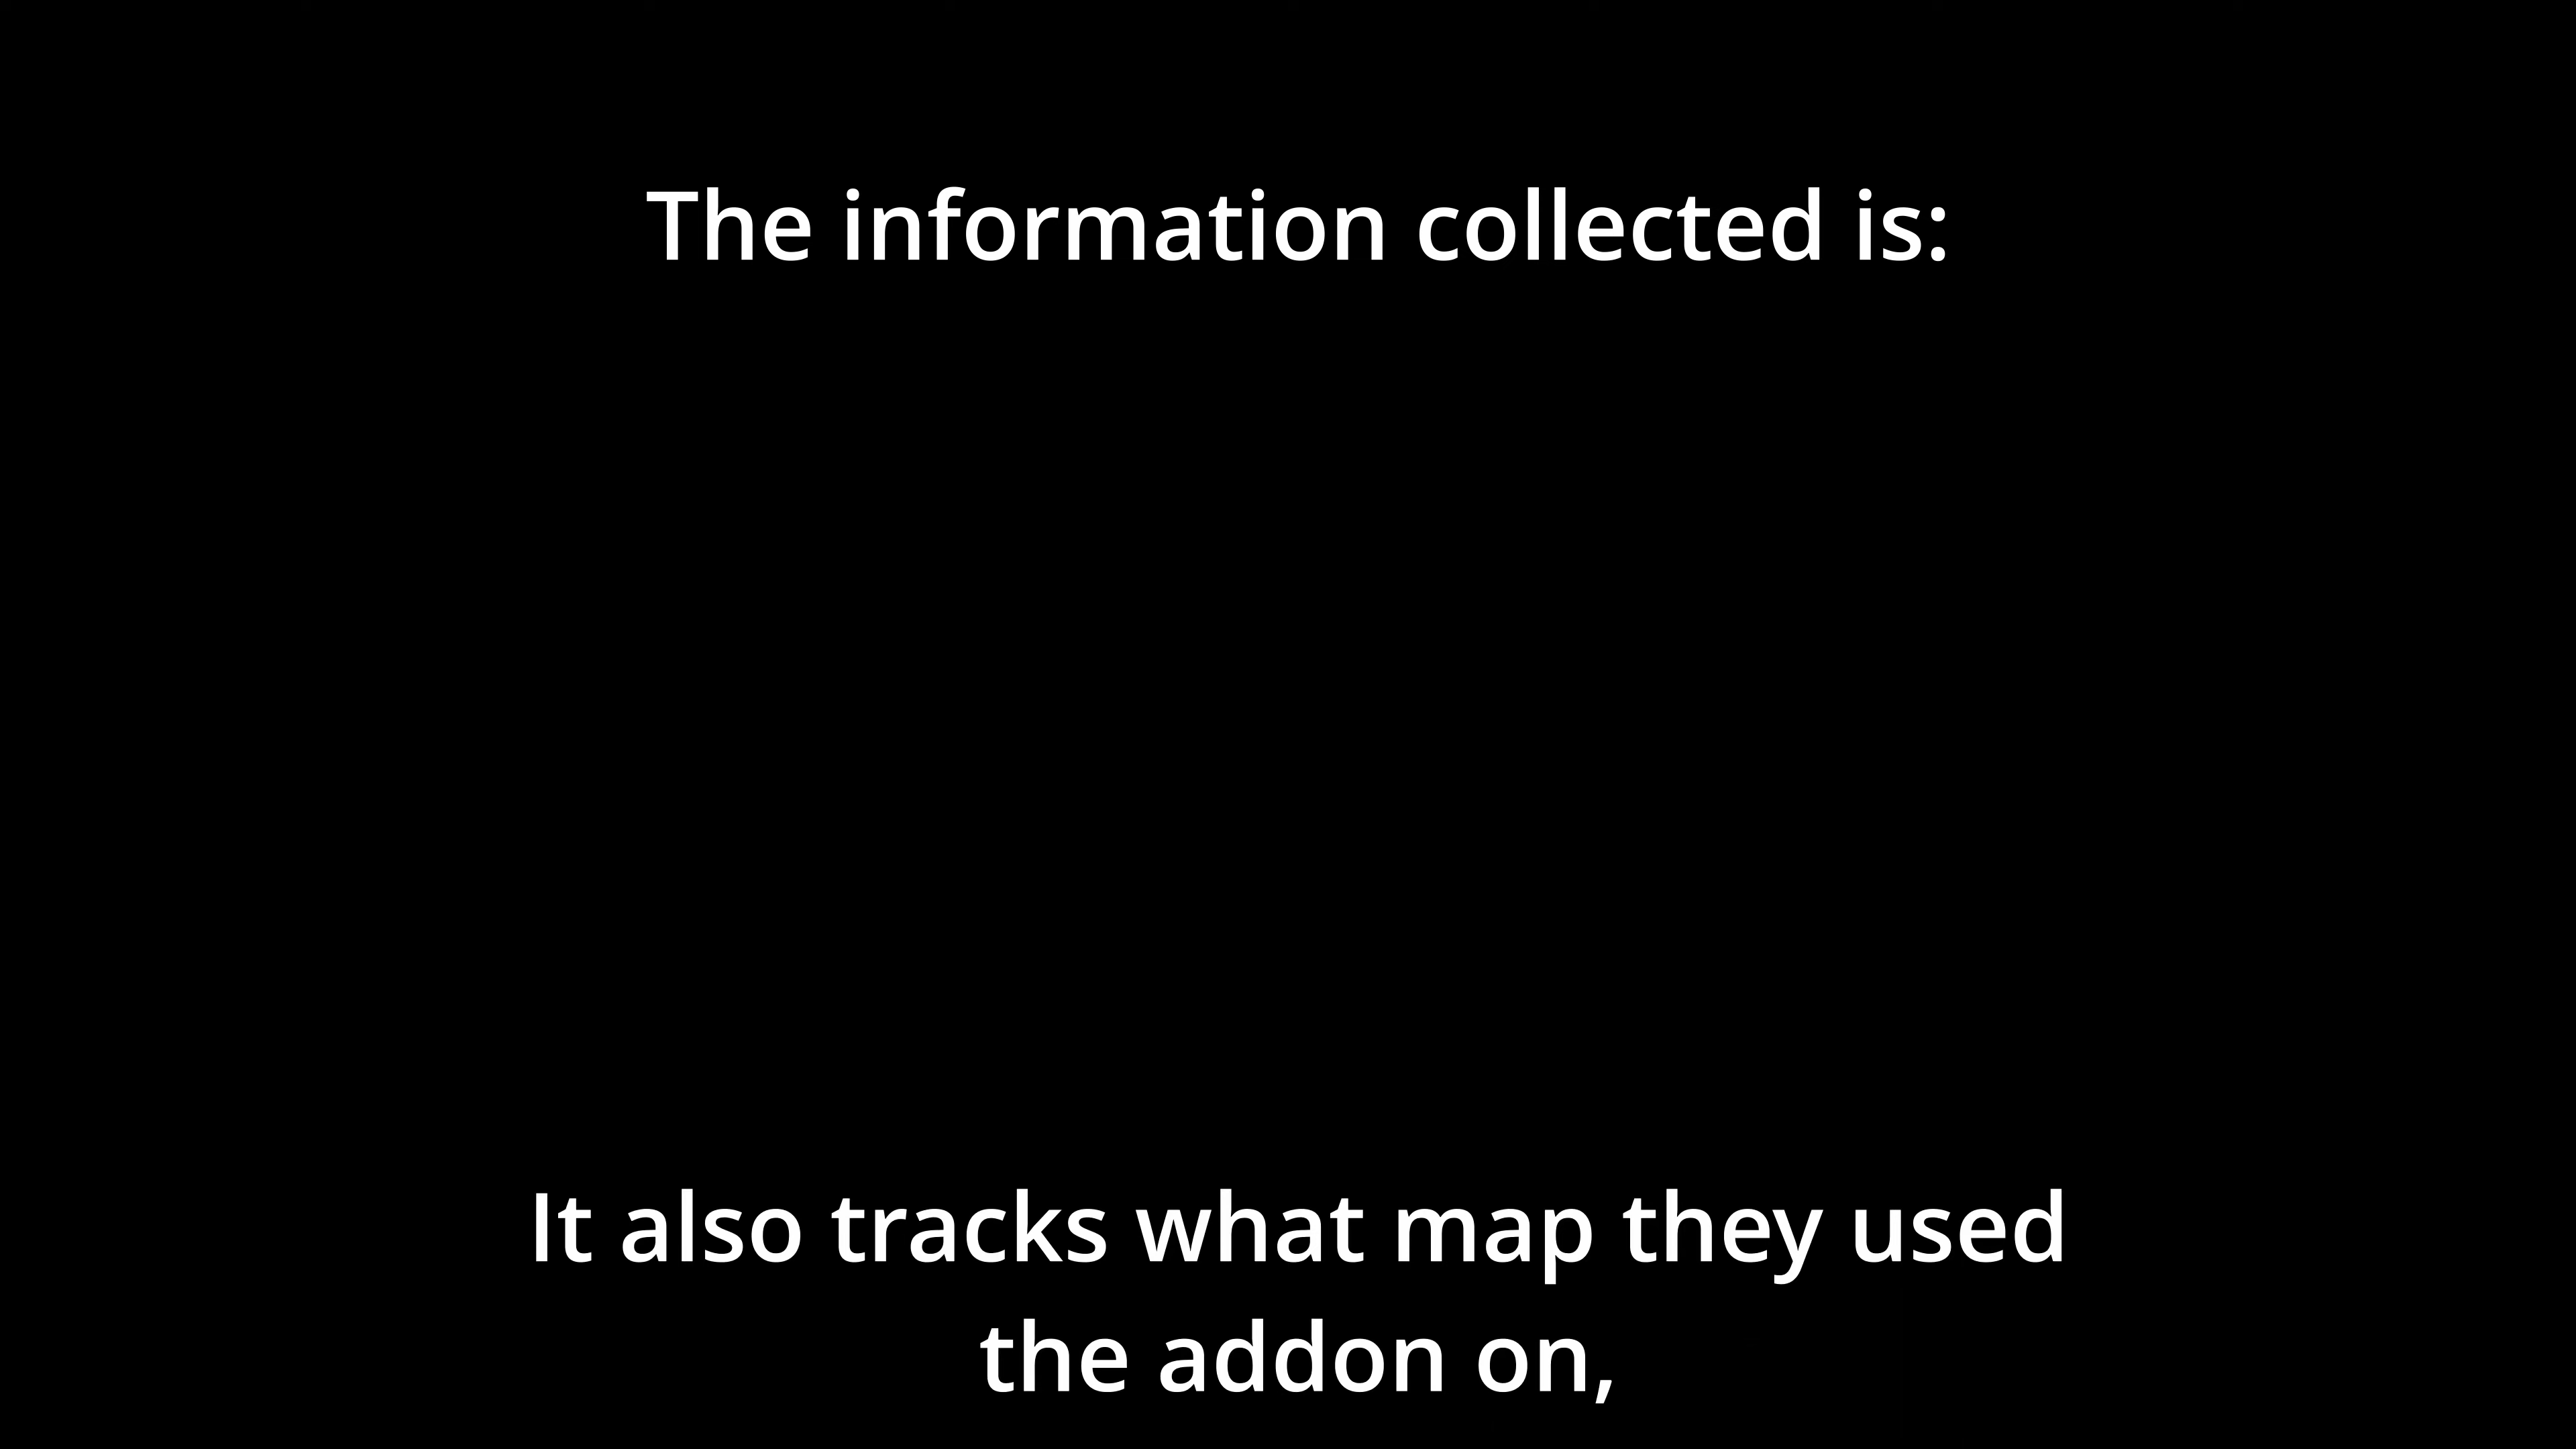 The information collected is:
It also tracks what map they used
the addon on,